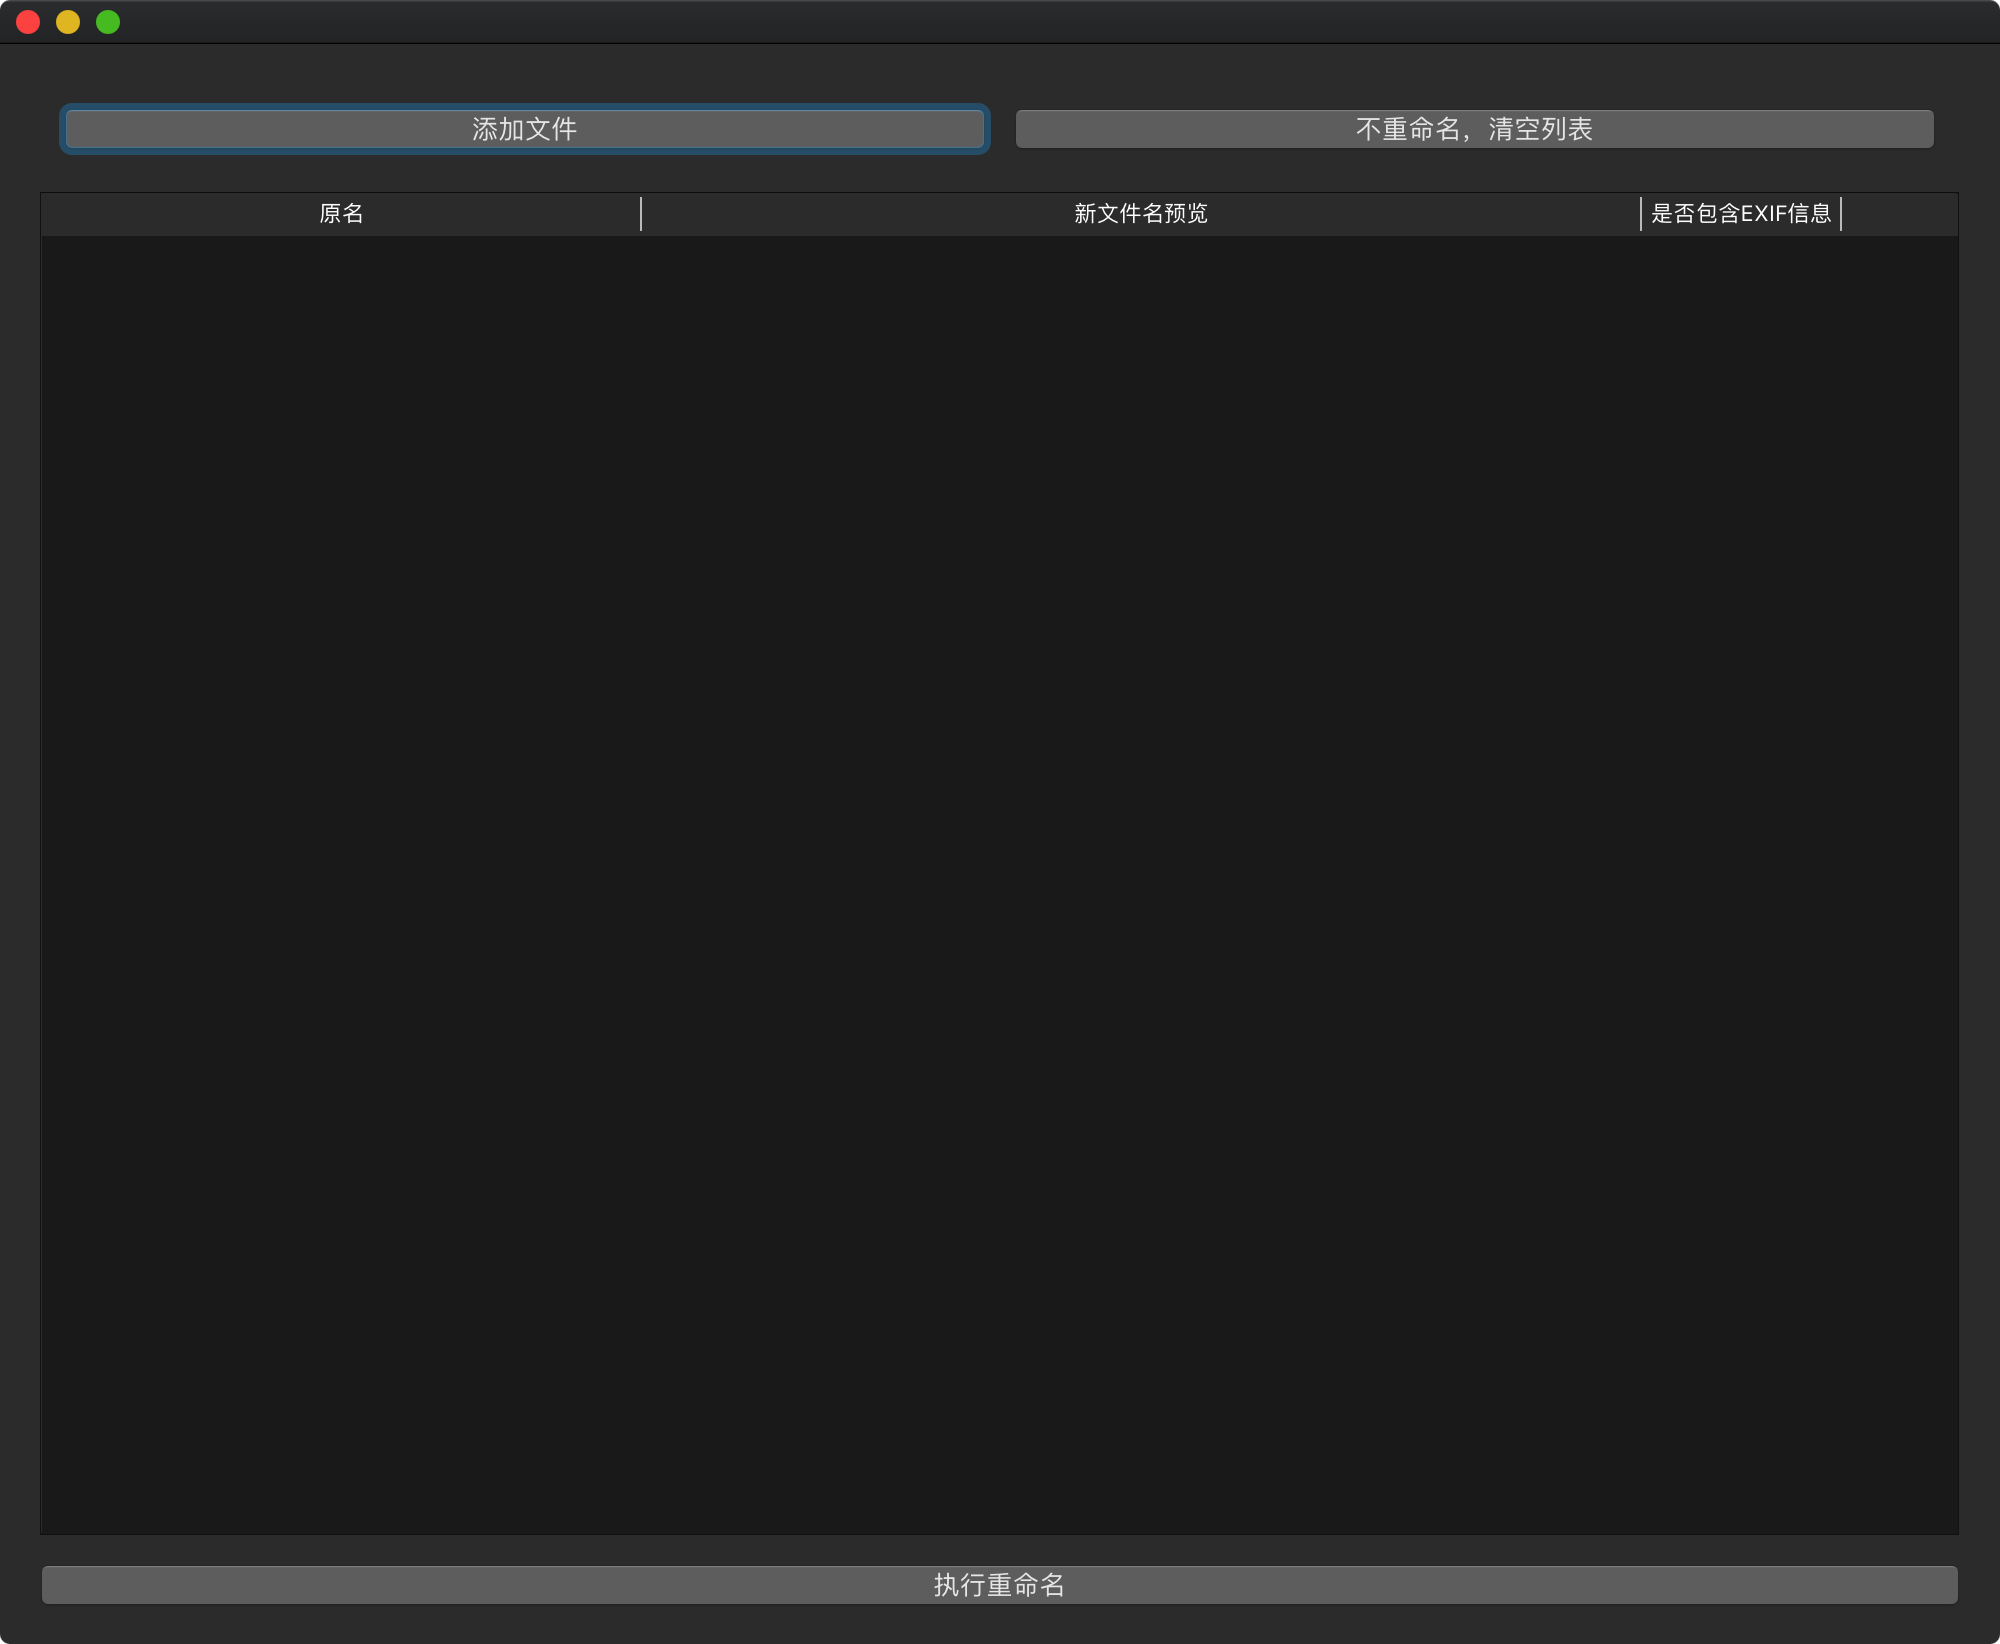 添加文件
不重命名，清空列表
原名
新文件名预览
是否包含EXIF信息
执行重命名